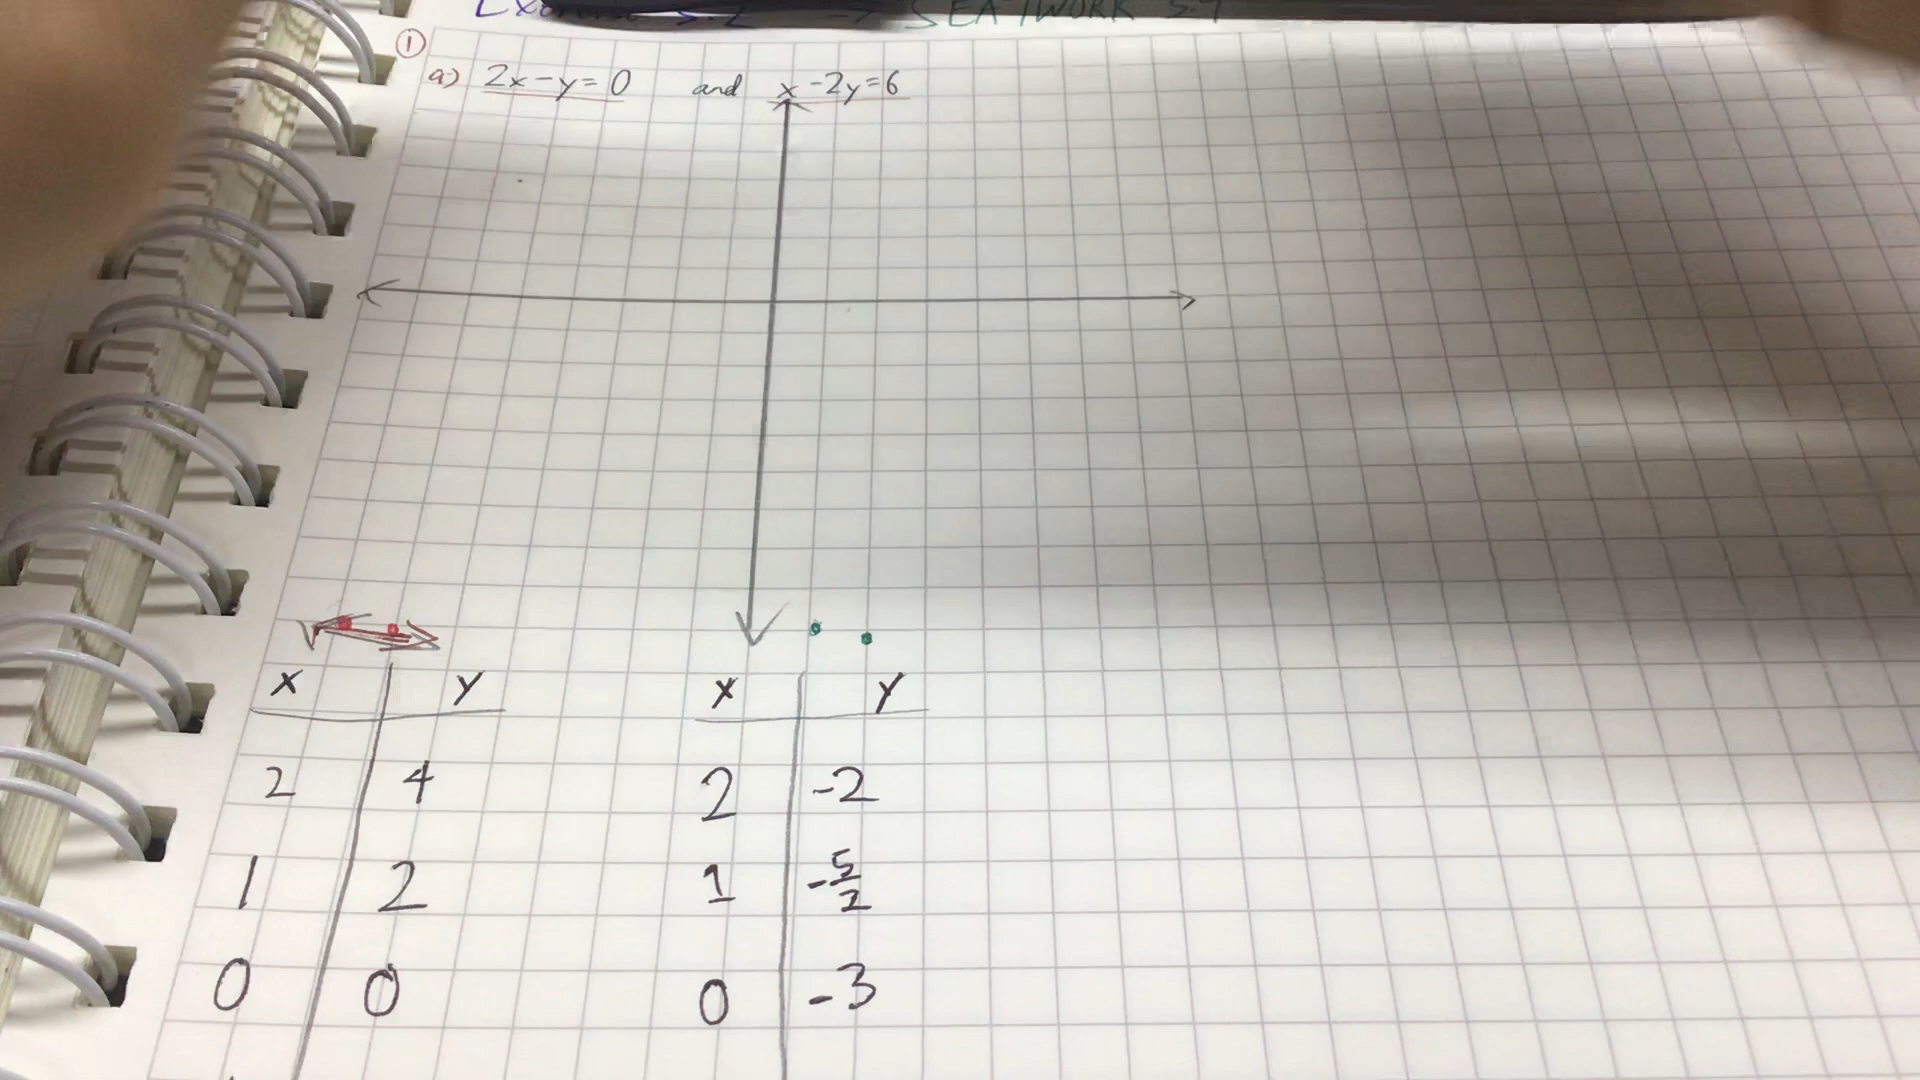 SEATWORK
①
a) 2x-y=0 and x-2y=6
x y x y
2 4 2 -2
1 2 1 -5/2
0 0 0 -3